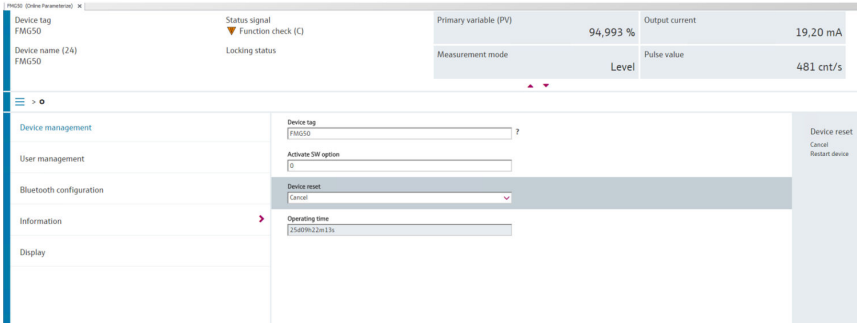 FMG50 (Online Parameterize) ×
Device tag
FMG50
Status signal
Function check (C)
Primary variable (PV)
94,993 %
Output current
19,20 mA
Device name (24)
FMG50
Locking status
Measurement mode
Level
Pulse value
481 cnt/s
>
Device management
User management
Bluetooth configuration
Information
Display
Device tag
FMG50
?
Activate SW option
0
Device reset
Cancel
Operating time
25d09h22m13s
Device reset
Cancel
Restart device